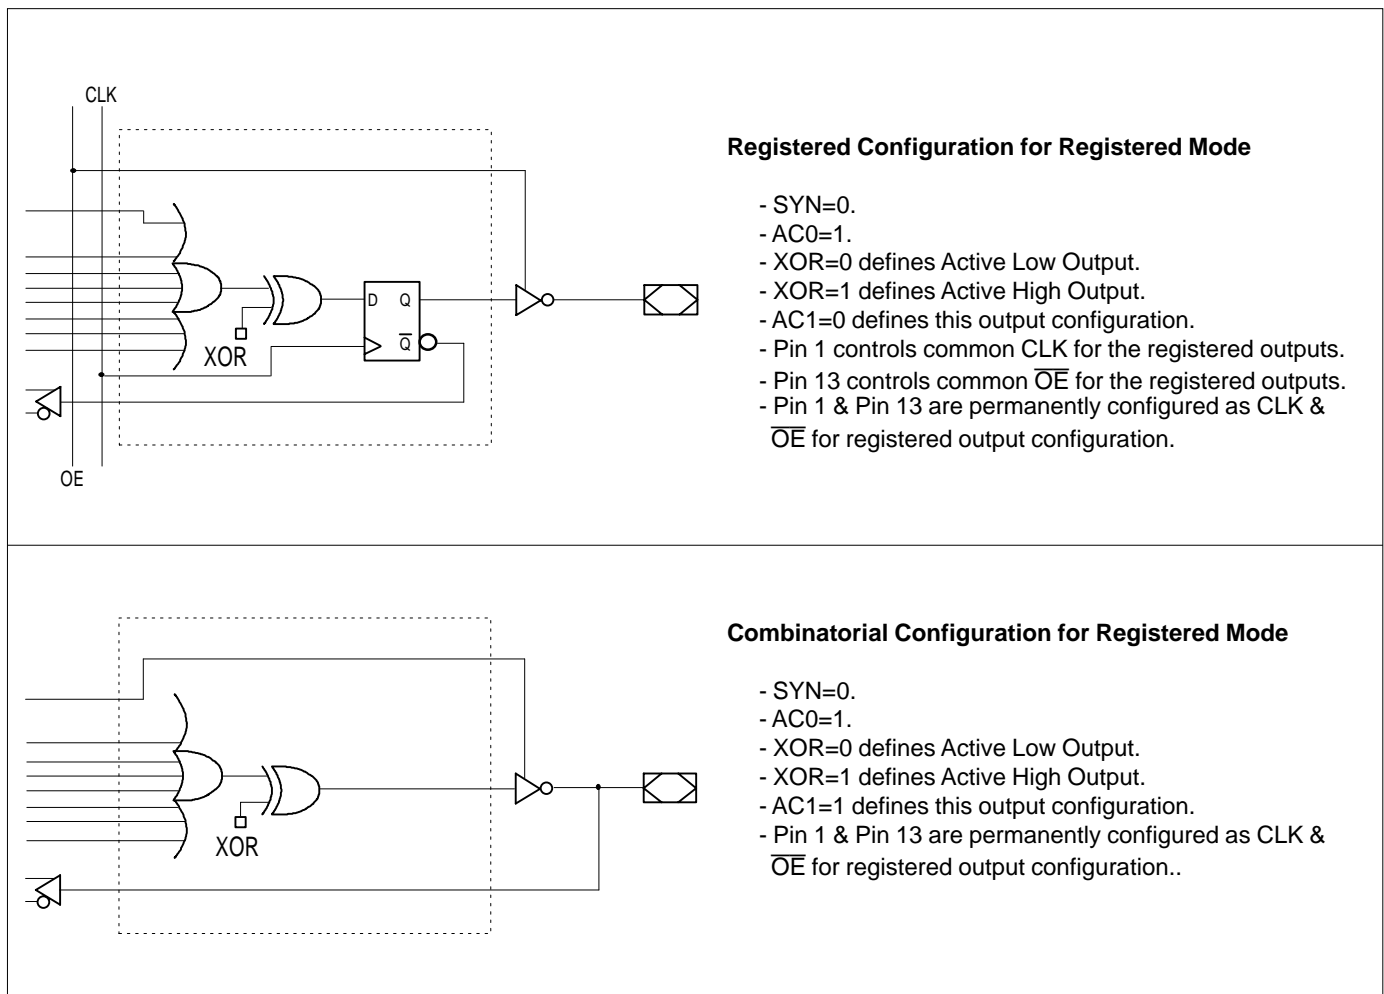 CLK
D Q
Q̅
XOR
OE
Registered Configuration for Registered Mode
- SYN=0.
- AC0=1.
- XOR=0 defines Active Low Output.
- XOR=1 defines Active High Output.
- AC1=0 defines this output configuration.
- Pin 1 controls common CLK for the registered outputs.
- Pin 13 controls common O̅E̅ for the registered outputs.
- Pin 1 & Pin 13 are permanently configured as CLK &
O̅E̅ for registered output configuration.
XOR
Combinatorial Configuration for Registered Mode
- SYN=0.
- AC0=1.
- XOR=0 defines Active Low Output.
- XOR=1 defines Active High Output.
- AC1=1 defines this output configuration.
- Pin 1 & Pin 13 are permanently configured as CLK &
O̅E̅ for registered output configuration..